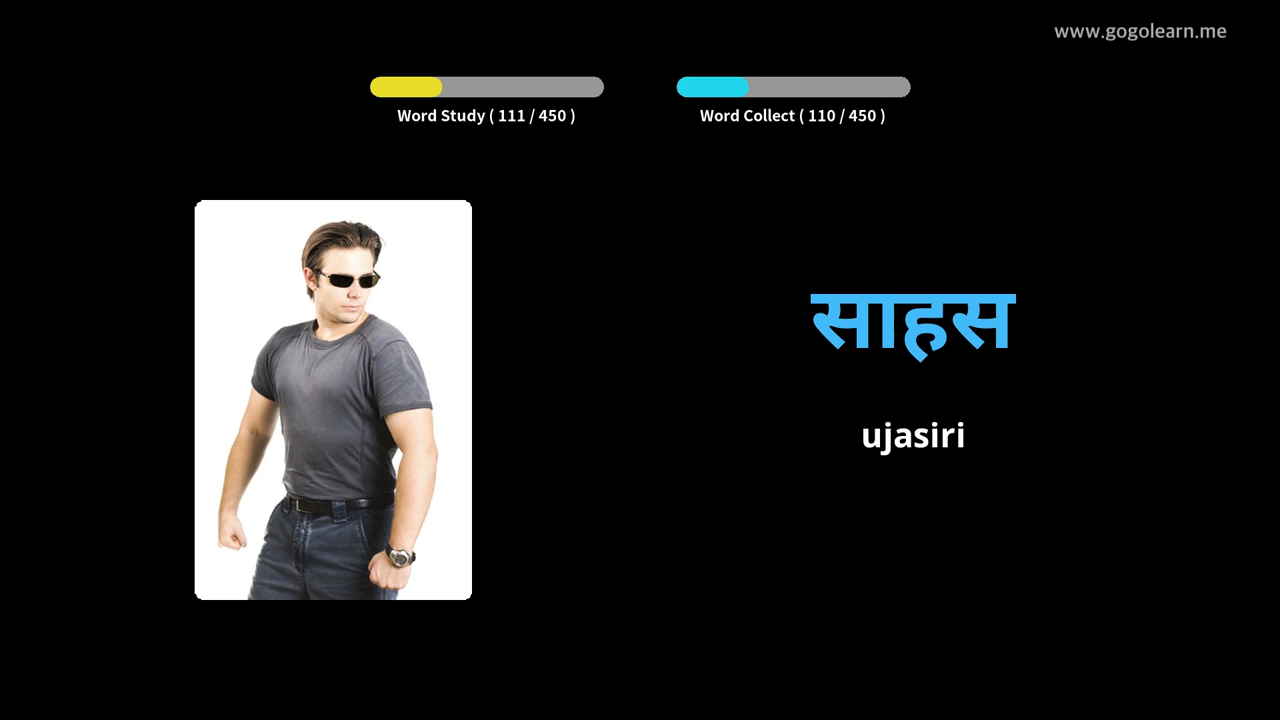 www.gogolearn.me
Word Study ( 111 / 450 )
Word Collect ( 110 / 450 )
साहस
ujasiri